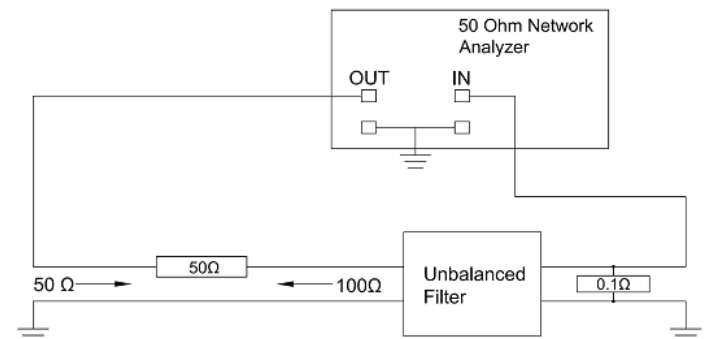 50 Ohm Network
Analyzer
OUT
IN
50Ω
50 Ω
100Ω
Unbalanced
Filter
0.1Ω